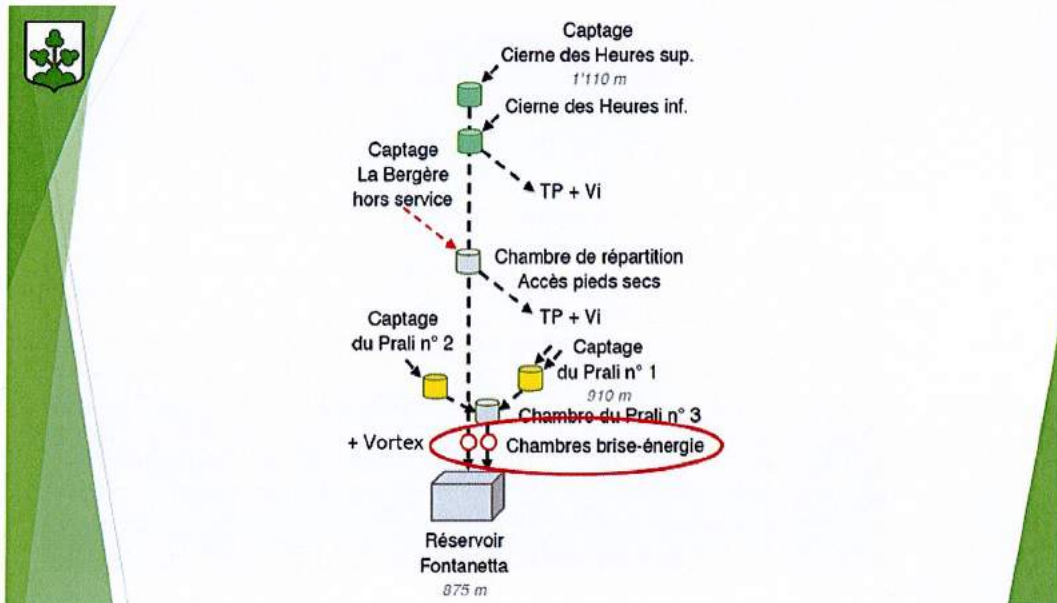 Captage
Cierne des Heures sup.
1'110 m
Cierne des Heures inf.
Captage
La Bergère
hors service
TP + Vi
Chambre de répartition
Accès pieds secs
TP + Vi
Captage
du Prali n° 2
Captage
du Prali n° 1
910 m
Chambre du Prali n° 3
+ Vortex
Chambres brise-énergie
Réservoir
Fontanetta
875 m